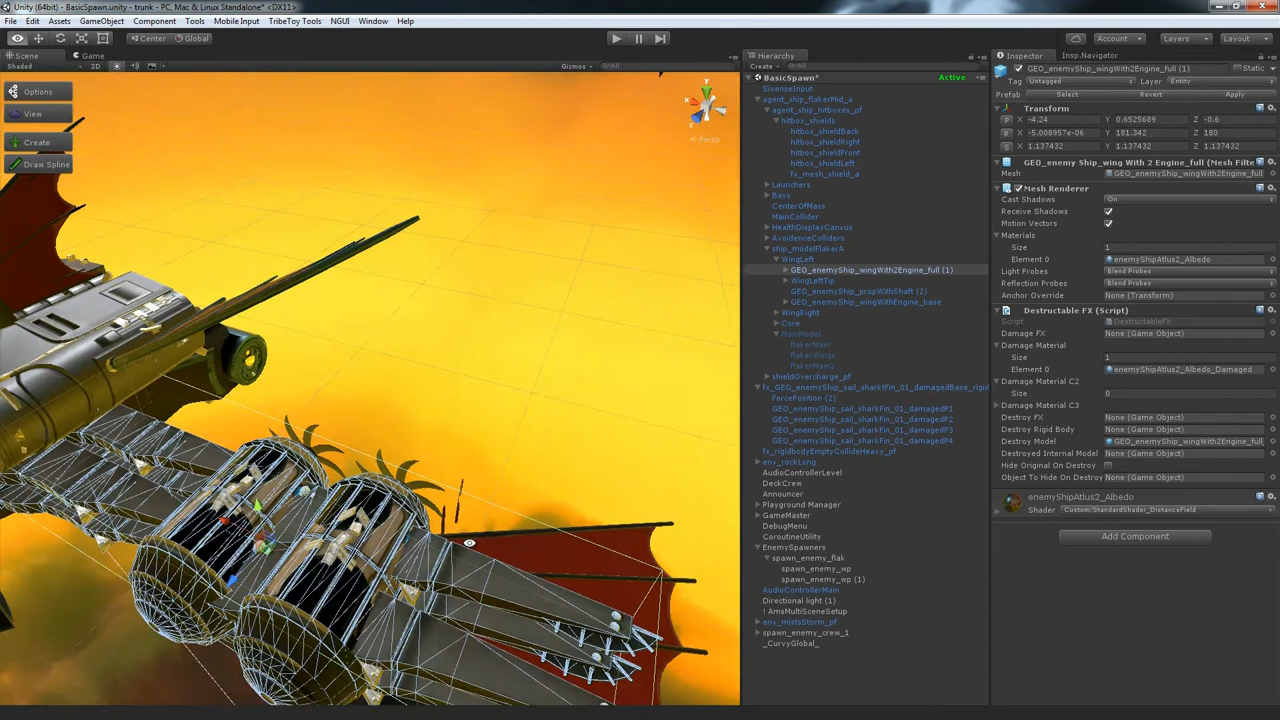 Unity (64bit) - BasicSpawn.unity - trunk - PC, Mac & Linux Standalone* <DX11>
File Edit Assets GameObject Component Tools Mobile Input TribeToy Tools NGUI Window Help
Center Global Account Layers Layout
Scene Game
Shaded 2D Gizmos All
Options
View
Create
Draw Spline
y
x
z
Persp
Hierarchy
Create All
BasicSpawn* Active
SixenseInput
agent_ship_flakerMid_a
agent_ship_hitboxes_pf
hitbox_shields
hitbox_shieldBack
hitbox_shieldRight
hitbox_shieldFront
hitbox_shieldLeft
fx_mesh_shield_a
Launchers
Bays
CenterOfMass
MainCollider
HealthDisplayCanvus
AvoidenceColliders
ship_modelFlakerA
WingLeft
GEO_enemyShip_wingWith2Engine_full (1)
WingLeftTip
GEO_enemyShip_propWithShaft (2)
GEO_enemyShip_wingWithEngine_base
WingRight
Core
MainModel
flakerMain
flakerWings
flakerMain2
shieldOvercharge_pf
fx_GEO_enemyShip_sail_sharktFin_01_damagedBase_rigid
ForcePosition (2)
GEO_enemyShip_sail_sharkFin_01_damagedP1
GEO_enemyShip_sail_sharkFin_01_damagedP2
GEO_enemyShip_sail_sharkFin_01_damagedP3
GEO_enemyShip_sail_sharkFin_01_damagedP4
fx_rigidbodyEmptyCollideHeavy_pf
env_rockLong
AudioControllerLevel
DeckCrew
Announcer
Playground Manager
GameMaster
DebugMenu
CoroutineUtility
EnemySpawners
spawn_enemy_flak
spawn_enemy_wp
spawn_enemy_wp (1)
AudioControllerMain
Directional light (1)
! AmsMultiSceneSetup
env_mistsStorm_pf
spawn_enemy_crew_1
_CurvyGlobal_
Inspector Insp.Navigator
GEO_enemyShip_wingWith2Engine_full (1) Static
Tag Untagged Layer Entity
Prefab Select Revert Apply
Transform
P X -4.24 Y 0.6525689 Z -0.6
R X -5.008957e-06 Y 181.342 Z 180
S X 1.137432 Y 1.137432 Z 1.137432
GEO_enemy Ship_wing With 2 Engine_full (Mesh Filte
Mesh GEO_enemyShip_wingWith2Engine_full
Mesh Renderer
Cast Shadows On
Receive Shadows
Motion Vectors
Materials
Size 1
Element 0 enemyShipAtlus2_Albedo
Light Probes Blend Probes
Reflection Probes Blend Probes
Anchor Override None (Transform)
Destructable FX (Script)
Script DestructableFX
Damage FX None (Game Object)
Damage Material
Size 1
Element 0 enemyShipAtlus2_Albedo_Damaged
Damage Material C2
Size 0
Damage Material C3
Destroy FX None (Game Object)
Destroy Rigid Body None (Game Object)
Destroy Model GEO_enemyShip_wingWith2Engine_full
Destroyed Internal Model None (Game Object)
Hide Original On Destroy
Object To Hide On Destroy None (Game Object)
enemyShipAtlus2_Albedo
Shader Custom/StandardShader_DistanceField
Add Component